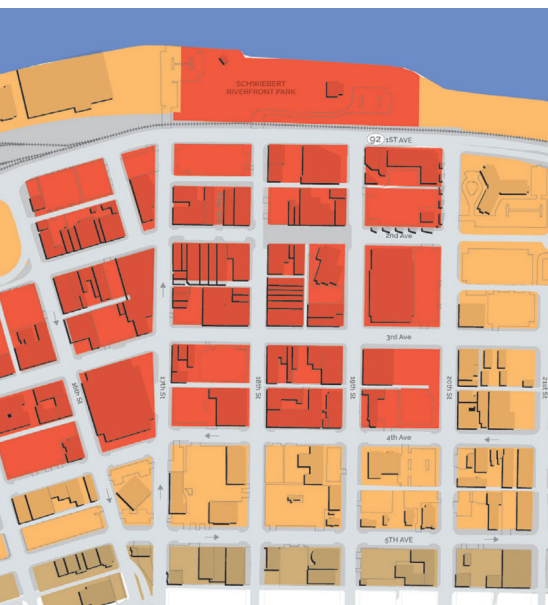 SCHWIEBERT
RIVERFRONT PARK
92 1ST AVE
2nd Ave
3rd Ave
16th St
17th St
18th St
19th St
20th St
21st St
4th Ave
5TH AVE